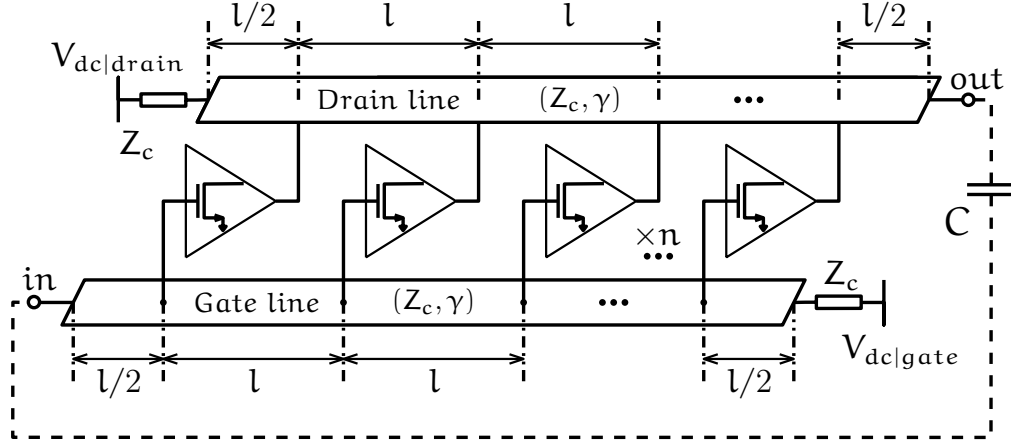 l/2
l
l
l/2
V_dc|drain
Z_c
Drain line (Z_c, γ) •••
out
C
×n
•••
in
Gate line (Z_c, γ) •••
Z_c
V_dc|gate
l/2
l
l
l/2